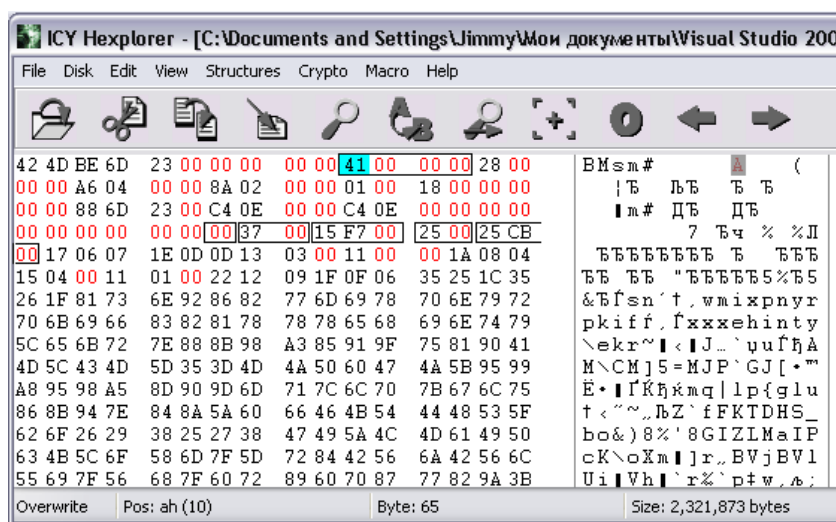 ICY Hexplorer - [C:\Documents and Settings\Jimmy\Мои документы\Visual Studio 200
File Disk Edit View Structures Crypto Macro Help
42 4D BE 6D 23 00 00 00 00 00 41 00 00 00 28 00 BMѕm# A (
00 00 A6 04 00 00 8A 02 00 00 01 00 18 00 00 00
00 00 88 6D 23 00 C4 0E 00 00 C4 0E 00 00 00 00
00 00 00 00 00 00 00 37 00 15 F7 00 25 00 25 CB
00 17 06 07 1E 0D 0D 13 03 00 11 00 00 1A 08 04
15 04 00 11 01 00 22 12 09 1F 0F 06 35 25 1C 35
26 1F 81 73 6E 92 86 82 77 6D 69 78 70 6E 79 72
70 6B 69 66 83 82 81 78 78 78 65 68 69 6E 74 79
5C 65 6B 72 7E 88 8B 98 A3 85 91 9F 75 81 90 41
4D 5C 43 4D 5D 35 3D 4D 4A 50 60 47 4A 5B 95 99
A8 95 98 A5 8D 90 9D 6D 71 7C 6C 70 7B 67 6C 75
86 8B 94 7E 84 8A 5A 60 66 46 4B 54 44 48 53 5F
62 6F 26 29 38 25 27 38 47 49 5A 4C 4D 61 49 50 bo&)8%'8GIZLMaIP
63 4B 5C 6F 58 6D 7F 5D 72 84 42 56 6A 42 56 6C
55 69 7F 56 68 7F 60 72 89 60 70 87 77 82 9A 3B
Overwrite Pos: ah (10) Byte: 65 Size: 2,321,873 bytes